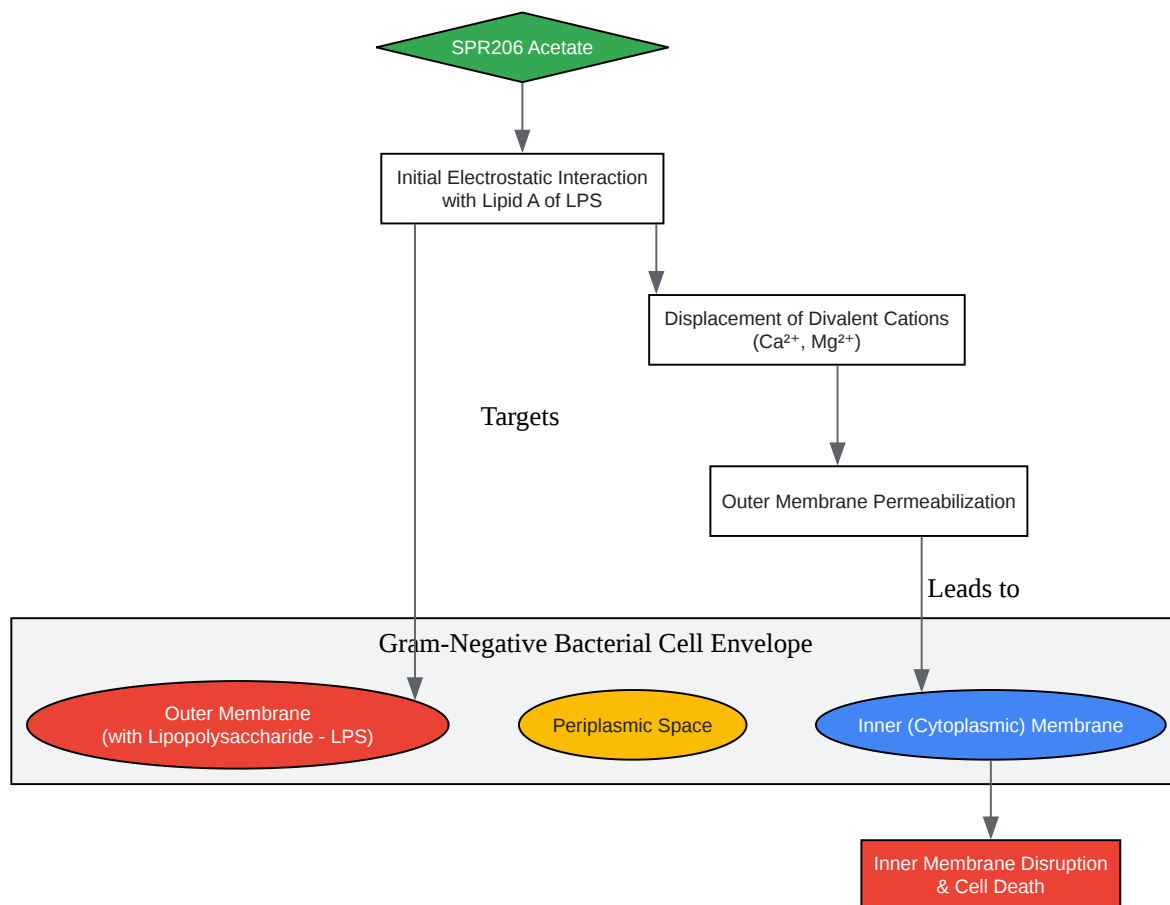 SPR206 Acetate
Initial Electrostatic Interaction
with Lipid A of LPS
Displacement of Divalent Cations
(Ca²⁺, Mg²⁺)
Targets
Outer Membrane Permeabilization
Leads to
Gram-Negative Bacterial Cell Envelope
Outer Membrane
(with Lipopolysaccharide - LPS)
Periplasmic Space
Inner (Cytoplasmic) Membrane
Inner Membrane Disruption
& Cell Death